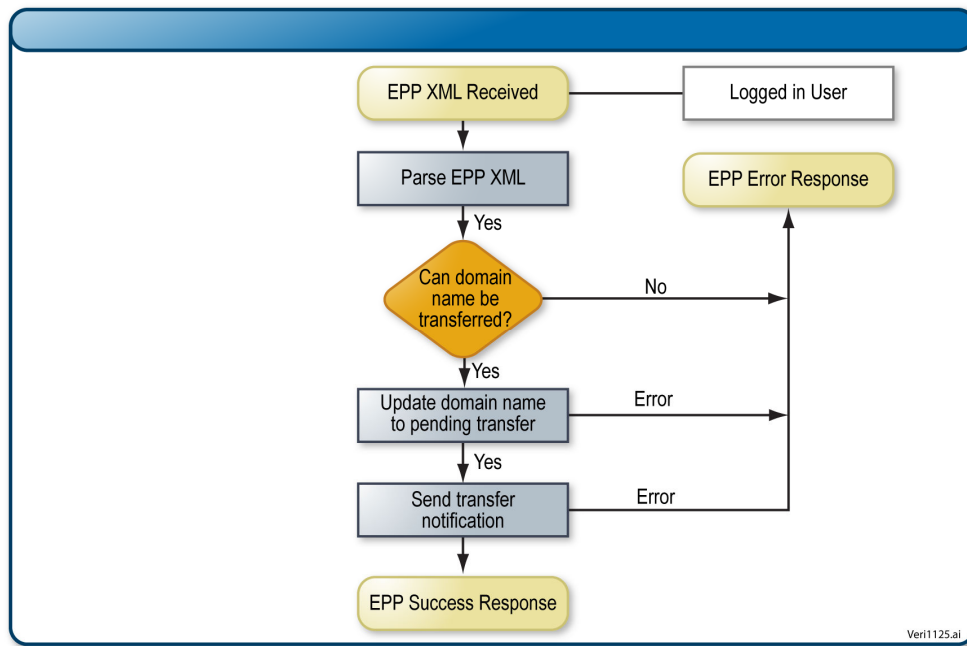 EPP XML Received
Logged in User
Parse EPP XML
EPP Error Response
Yes
Can domain
name be
transferred?
No
Yes
Update domain name
to pending transfer
Error
Yes
Send transfer
notification
Error
EPP Success Response
Veri1125.ai